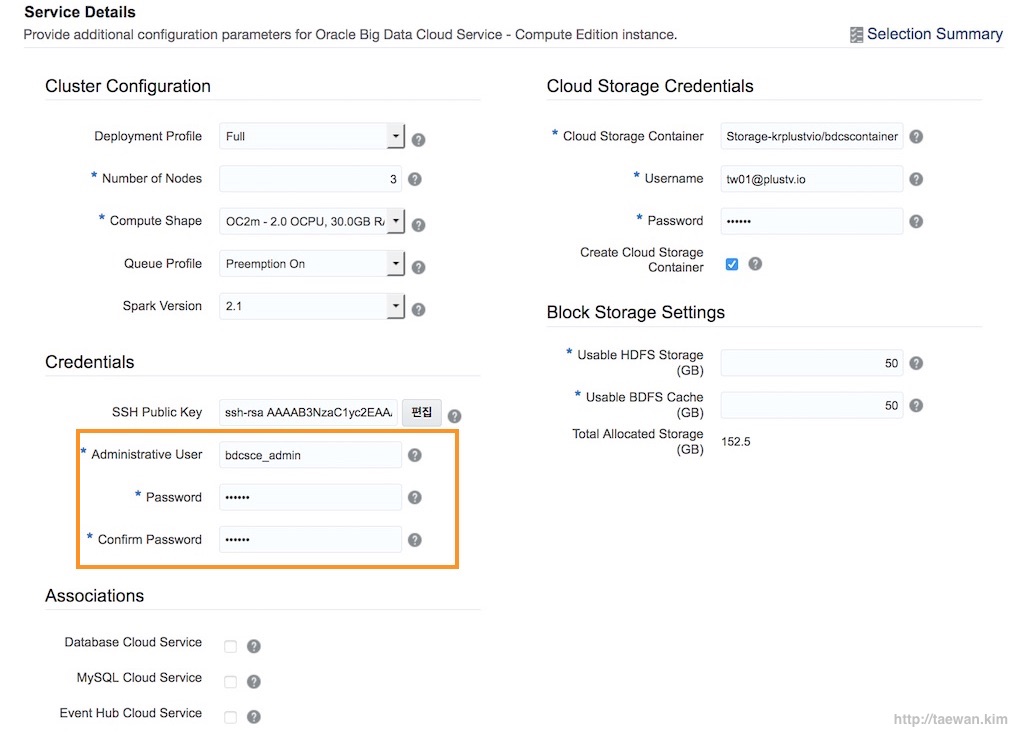 Service Details
Provide additional configuration parameters for Oracle Big Data Cloud Service - Compute Edition instance.
Selection Summary
Cluster Configuration
Deployment Profile Full
* Number of Nodes 3
* Compute Shape OC2m - 2.0 OCPU, 30.0GB RA
Queue Profile Preemption On
Spark Version 2.1
Credentials
SSH Public Key ssh-rsa AAAAB3NzaC1yc2EAA 편집
* Administrative User bdcsce_admin
* Password ••••••
* Confirm Password ••••••
Associations
Database Cloud Service
MySQL Cloud Service
Event Hub Cloud Service
Cloud Storage Credentials
* Cloud Storage Container Storage-krplustvio/bdcscontainer
* Username tw01@plustv.io
* Password ••••••
Create Cloud Storage
Container
Block Storage Settings
* Usable HDFS Storage
(GB) 50
* Usable BDFS Cache
(GB) 50
Total Allocated Storage
(GB) 152.5
http://taewan.kim